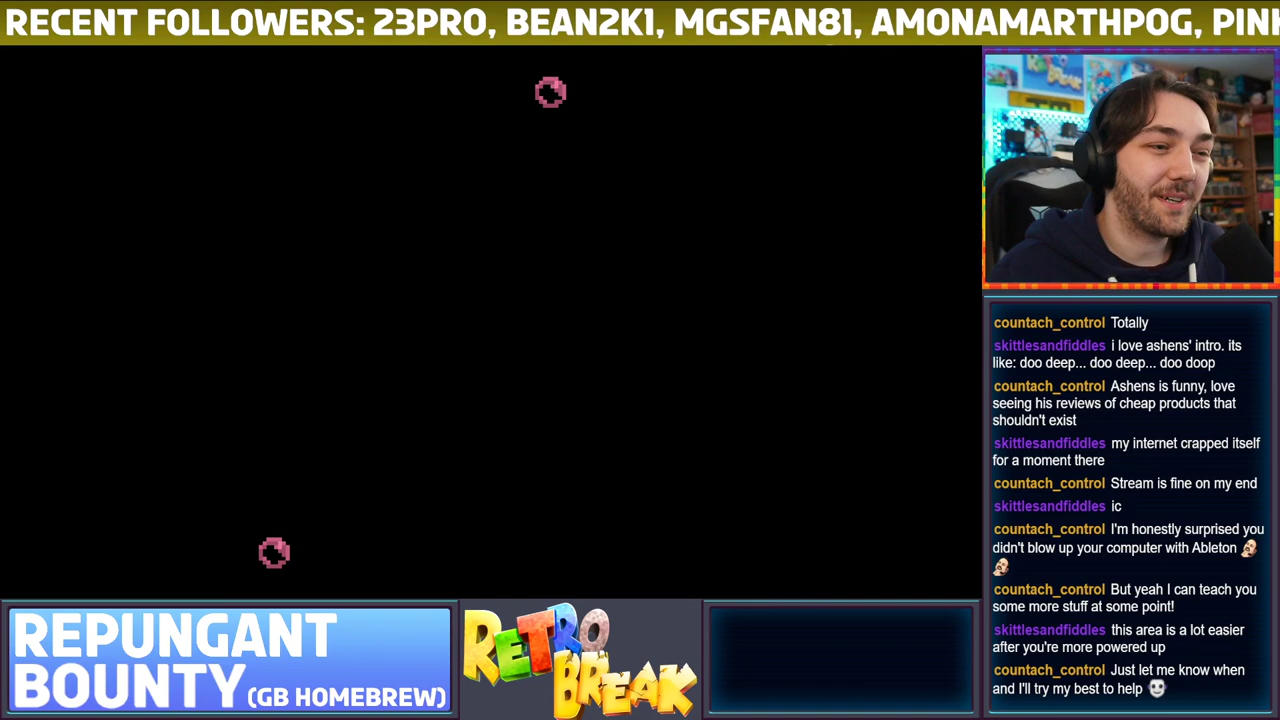 RECENT FOLLOWERS: 23PRO, BEAN2K1, MGSFAN81, AMONAMARTHPOG, PIN
countach_control Totally
skittlesandfiddles i love ashens' intro. its
like: doo deep... doo deep... doo doop
countach_control Ashens is funny, love
seeing his reviews of cheap products that
shouldn't exist
skittlesandfiddles my internet crapped itself
for a moment there
countach_control Stream is fine on my end
skittlesandfiddles ic
countach_control I'm honestly surprised you
didn't blow up your computer with Ableton
countach_control But yeah I can teach you
some more stuff at some point!
skittlesandfiddles this area is a lot easier
after you're more powered up
countach_control Just let me know when
and I'll try my best to help
REPUNGANT
BOUNTY (GB HOMEBREW)
RETRO
BREAK